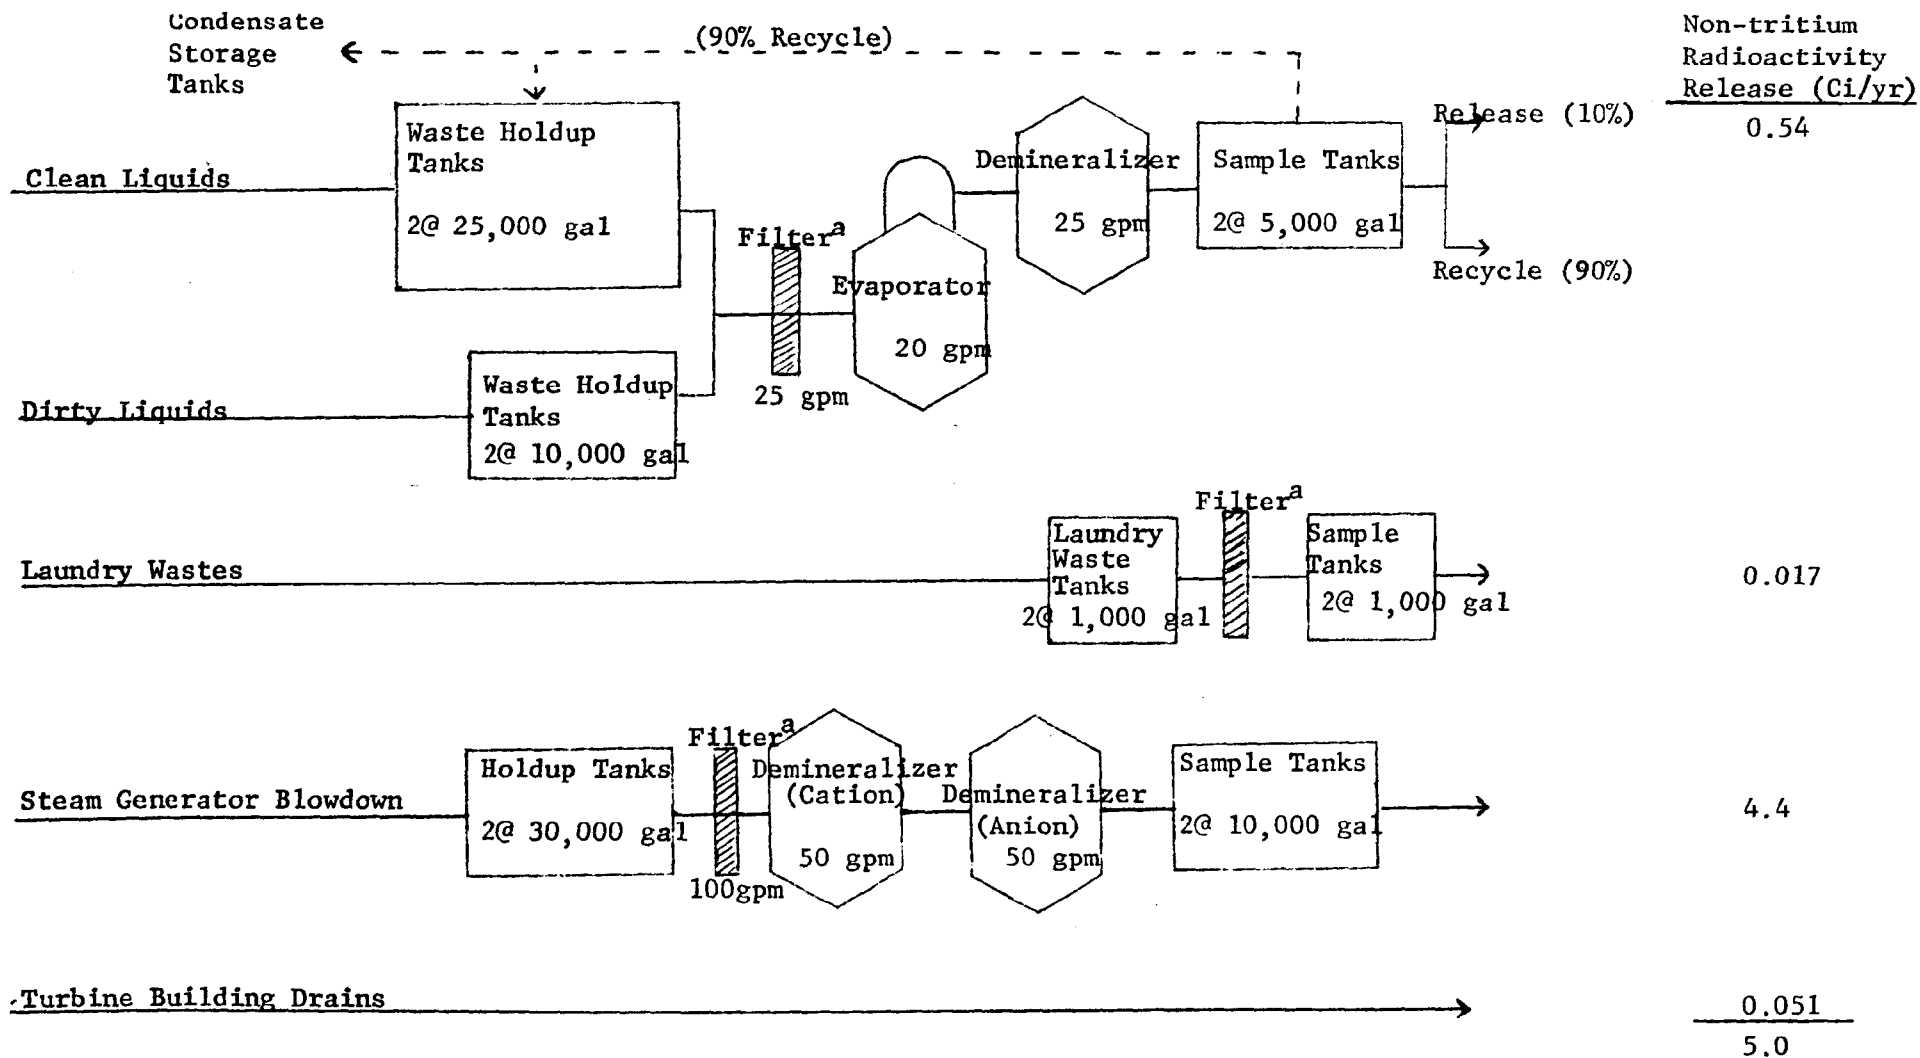 Condensate
Storage
Tanks
(90% Recycle)
Non-tritium
Radioactivity
Release (Ci/yr)
Clean Liquids
Waste Holdup
Tanks
2@ 25,000 gal
Filterᵃ
25 gpm
Evaporator
20 gpm
Demineralizer
25 gpm
Sample Tanks
2@ 5,000 gal
Release (10%)
Recycle (90%)
0.54
Dirty Liquids
Waste Holdup
Tanks
2@ 10,000 gal
Laundry Wastes
Laundry
Waste
Tanks
2@ 1,000 gal
Filterᵃ
Sample
Tanks
2@ 1,000 gal
0.017
Steam Generator Blowdown
Holdup Tanks
2@ 30,000 gal
Filterᵃ
100gpm
Demineralizer
(Cation)
50 gpm
Demineralizer
(Anion)
50 gpm
Sample Tanks
2@ 10,000 gal
4.4
Turbine Building Drains
0.051
5.0